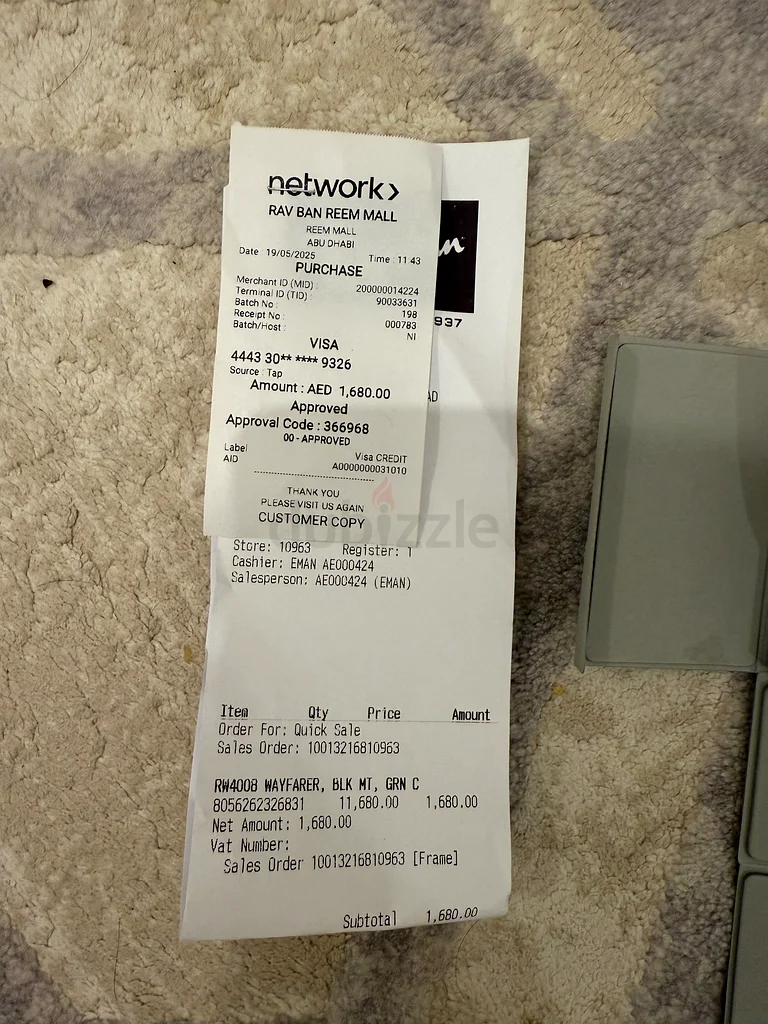 network>
RAV BAN REEM MALL
REEM MALL
ABU DHABI
Date : 19/05/2025 Time : 11 43
PURCHASE
Merchant ID (MID) : 200000014224
Terminal ID (TID) : 90033631
Batch No : 198
Receipt No : 000783
Batch/Host : NI
VISA
4443 30** **** 9326
Source : Tap
Amount : AED 1,680.00
Approved
Approval Code : 366968
00 - APPROVED
Label Visa CREDIT
AID A0000000031010
THANK YOU
PLEASE VISIT US AGAIN
CUSTOMER COPY
937
AD
dubizzle
Store: 10963 Register: 1
Cashier: EMAN AE000424
Salesperson: AE000424 (EMAN)
Item Qty Price Amount
Order For: Quick Sale
Sales Order: 10013216810963
RW4008 WAYFARER, BLK MT, GRN C
8056262326831 11,680.00 1,680.00
Net Amount: 1,680.00
Vat Number:
Sales Order 10013216810963 [Frame]
Subtotal 1,680.00